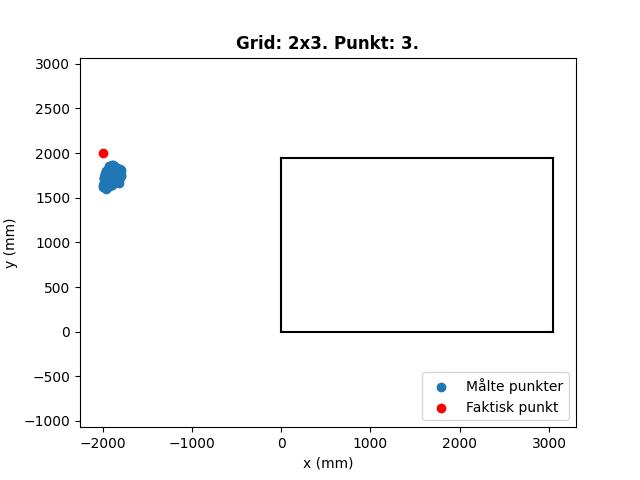 Grid: 2x3. Punkt: 3.
3000
2500
2000
1500
1000
500
0
−500
−1000
y (mm)
Målte punkter
Faktisk punkt
−2000 −1000 0 1000 2000 3000
x (mm)